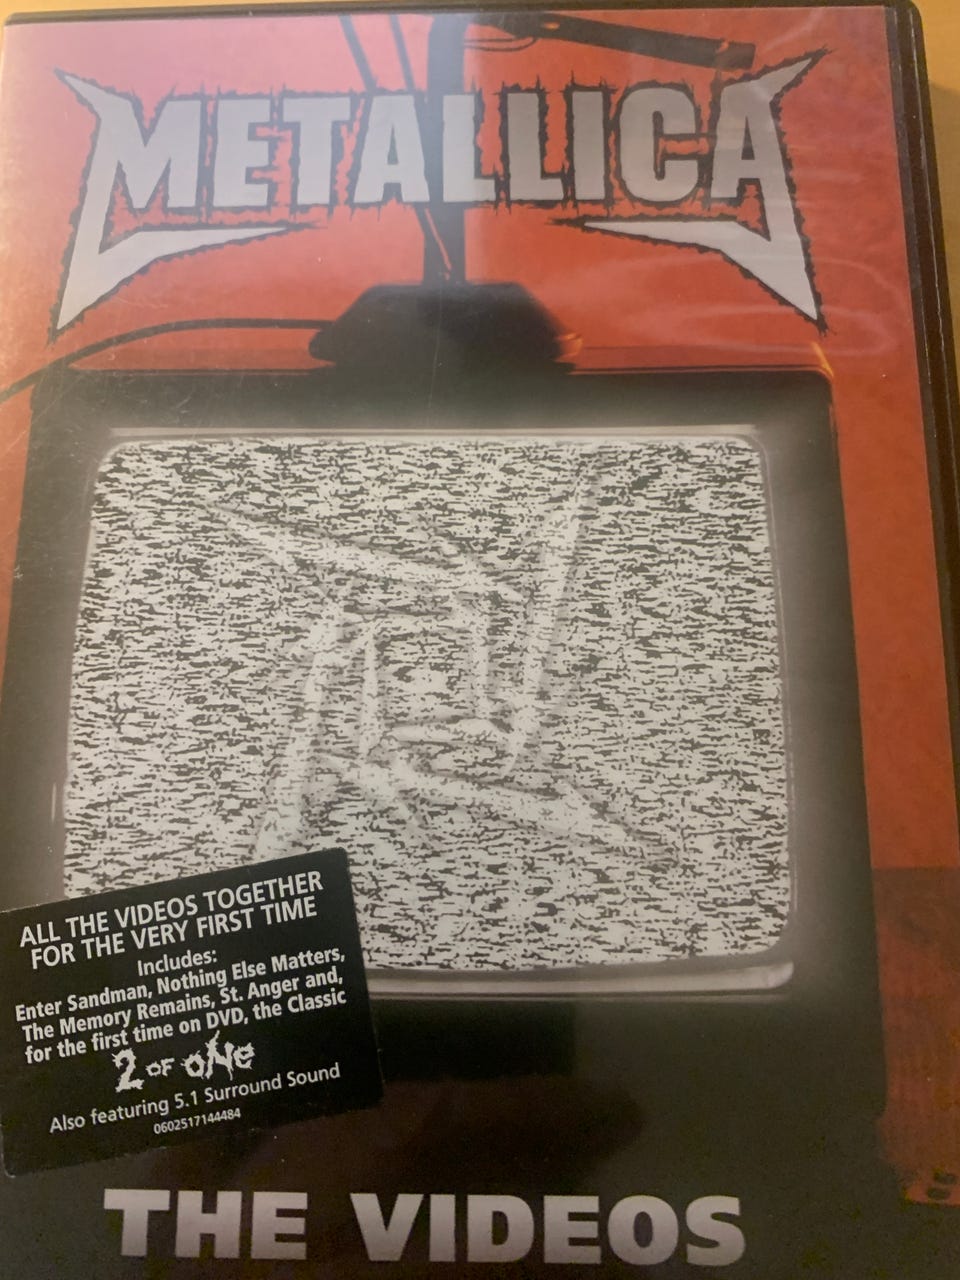 METALLICA
ALL THE VIDEOS TOGETHER
FOR THE VERY FIRST TIME
Includes:
Enter Sandman, Nothing Else Matters,
The Memory Remains, St. Anger and,
for the first time on DVD, the Classic
2 OF ONe
Also featuring 5.1 Surround Sound
0602517144484
THE VIDEOS